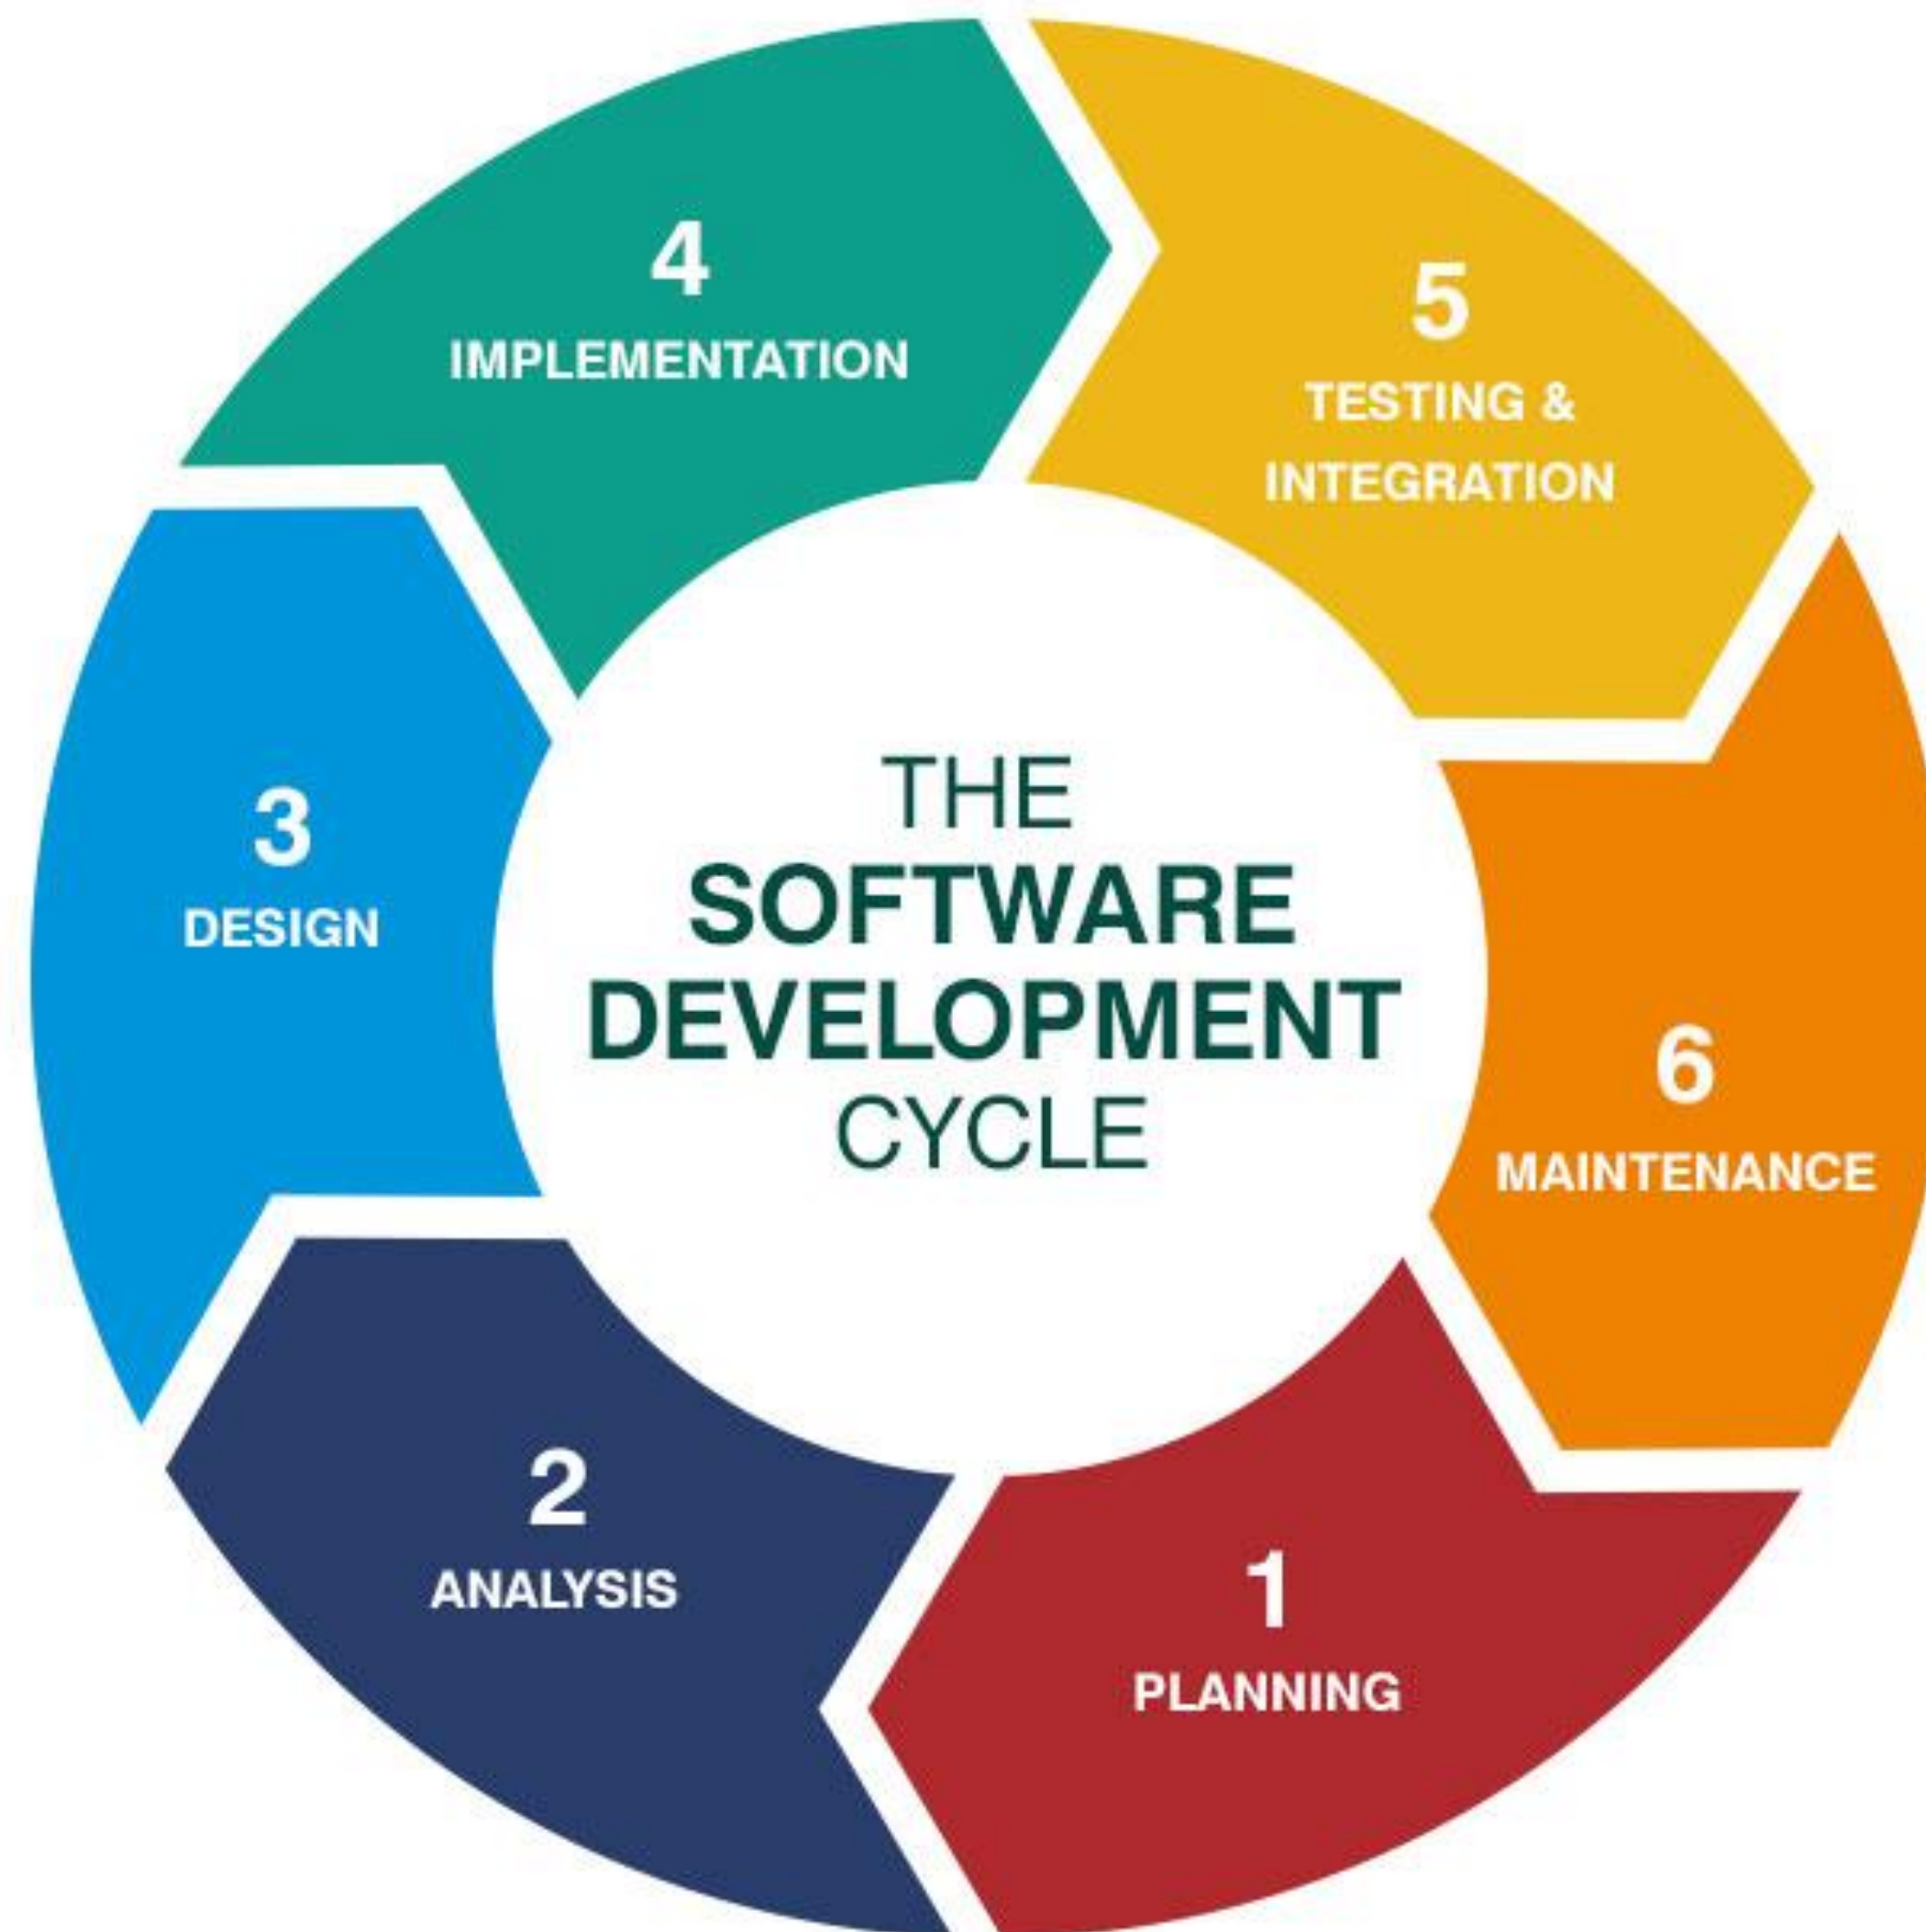 THE
SOFTWARE
DEVELOPMENT
CYCLE
1
PLANNING
2
ANALYSIS
3
DESIGN
4
IMPLEMENTATION
5
TESTING &
INTEGRATION
6
MAINTENANCE